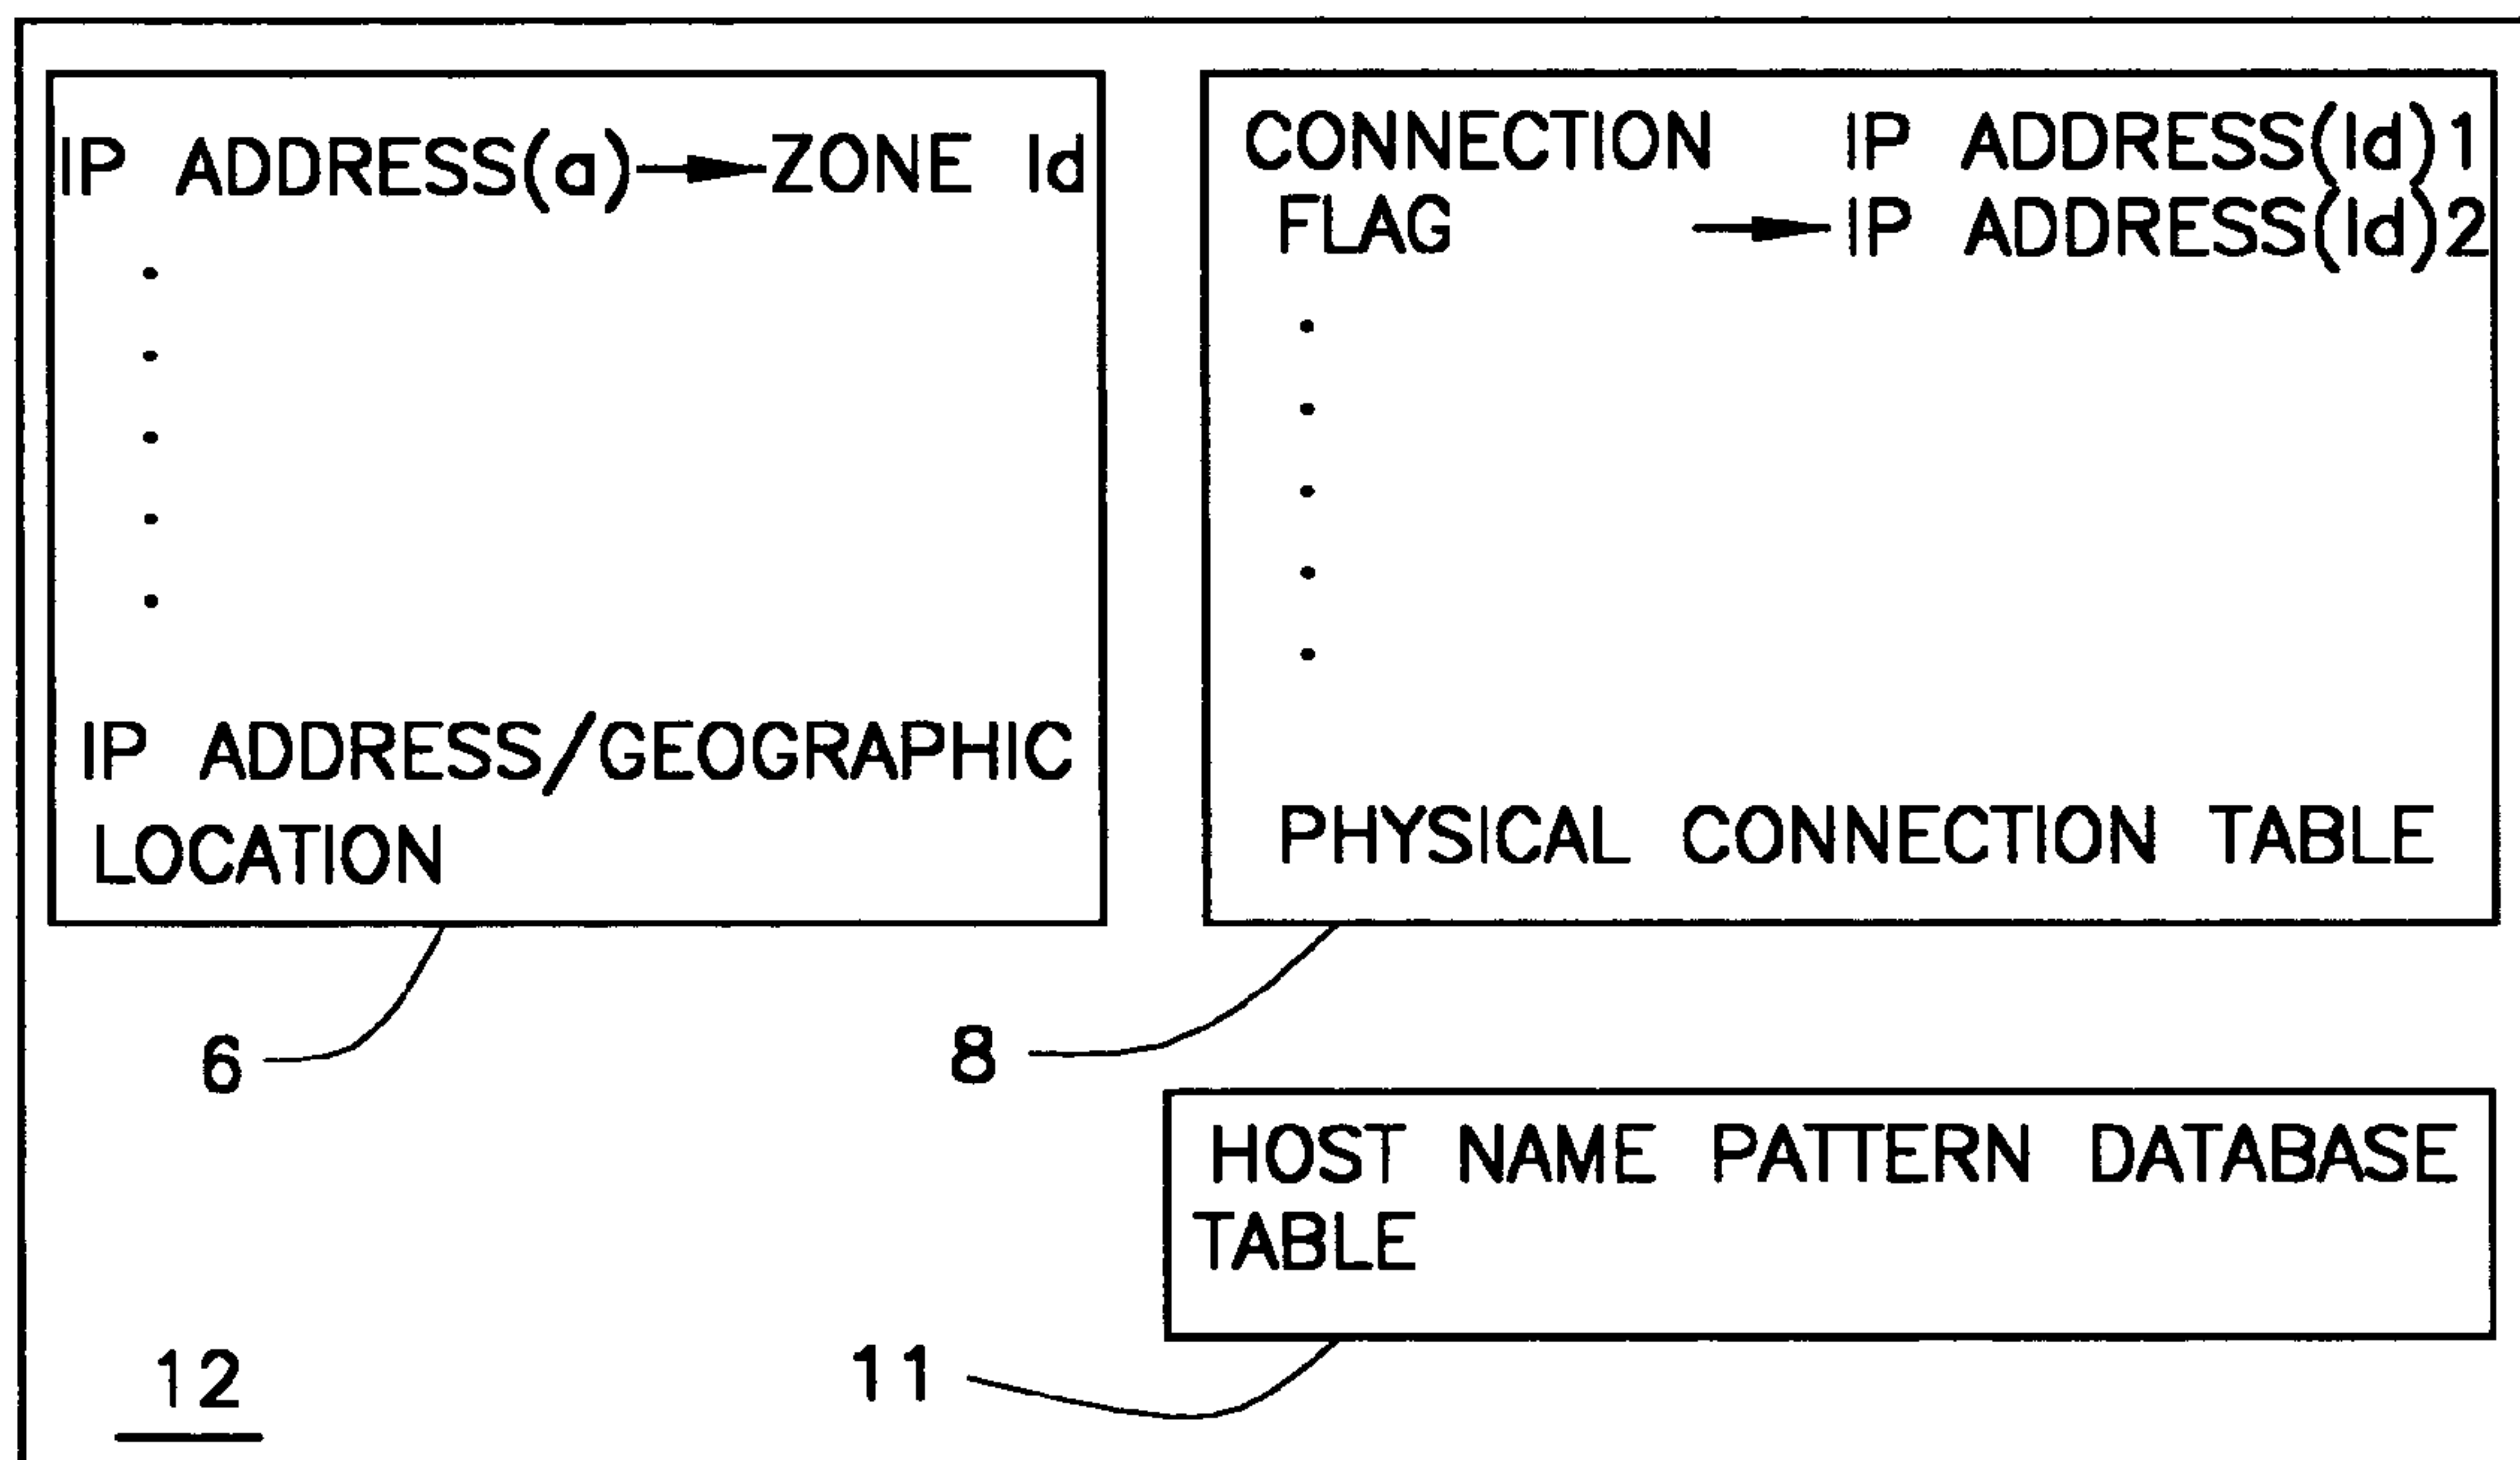 IP ADDRESS(a) ZONE Id
IP ADDRESS/GEOGRAPHIC
LOCATION
6
CONNECTION IP ADDRESS(Id)1
FLAG IP ADDRESS(Id)2
PHYSICAL CONNECTION TABLE
8
HOST NAME PATTERN DATABASE
TABLE
11
12